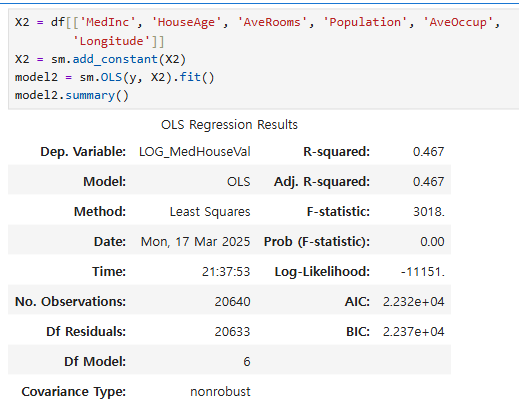 X2 = df[['MedInc', 'HouseAge', 'AveRooms', 'Population', 'AveOccup',
'Longitude']]
X2 = sm.add_constant(X2)
model2 = sm.OLS(y, X2).fit()
model2.summary()
OLS Regression Results
Dep. Variable: LOG_MedHouseVal R-squared: 0.467
Model: OLS Adj. R-squared: 0.467
Method: Least Squares F-statistic: 3018.
Date: Mon, 17 Mar 2025 Prob (F-statistic): 0.00
Time: 21:37:53 Log-Likelihood: -11151.
No. Observations: 20640 AIC: 2.232e+04
Df Residuals: 20633 BIC: 2.237e+04
Df Model: 6
Covariance Type: nonrobust